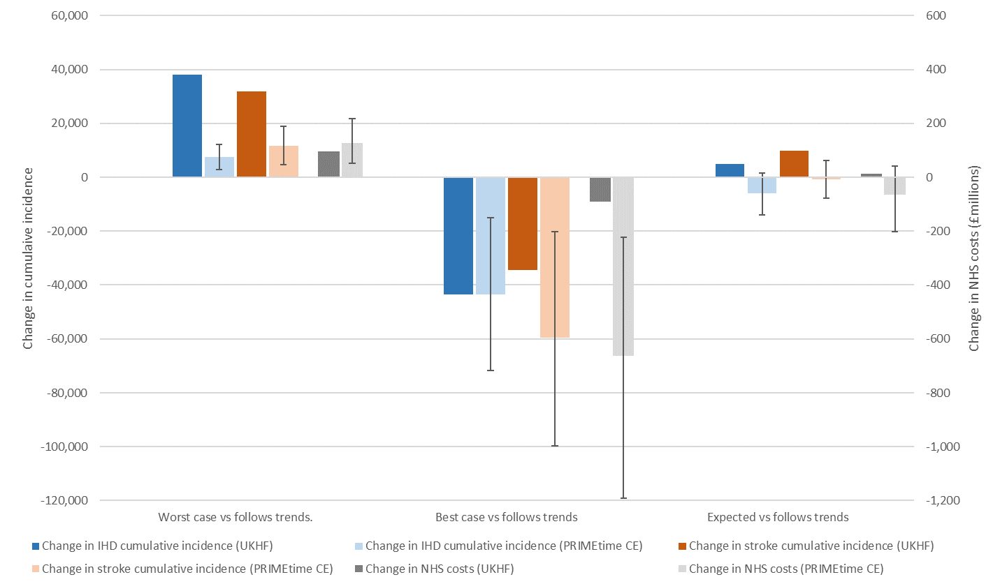 60,000
40,000
20,000
0
-20,000
-40,000
-60,000
-80,000
-100,000
-120,000
Change in cumulaive incidence
600
400
200
0
-200
-400
-600
-800
-1,000
-1,200
Change in NHS costs (£millions)
Worst case vs follows trends.
Best case vs follows trends
Expected vs follows trends
Change in IHD cumulative incidence (UKHF)
Change in IHD cumulative incidence (PRIMEtime CE)
Change in stroke cumulative incidence (UKHF)
Change in stroke cumulative incidence (PRIMEtime CE)
Change in NHS costs (UKHF)
Change in NHS costs (PRIMEtime CE)